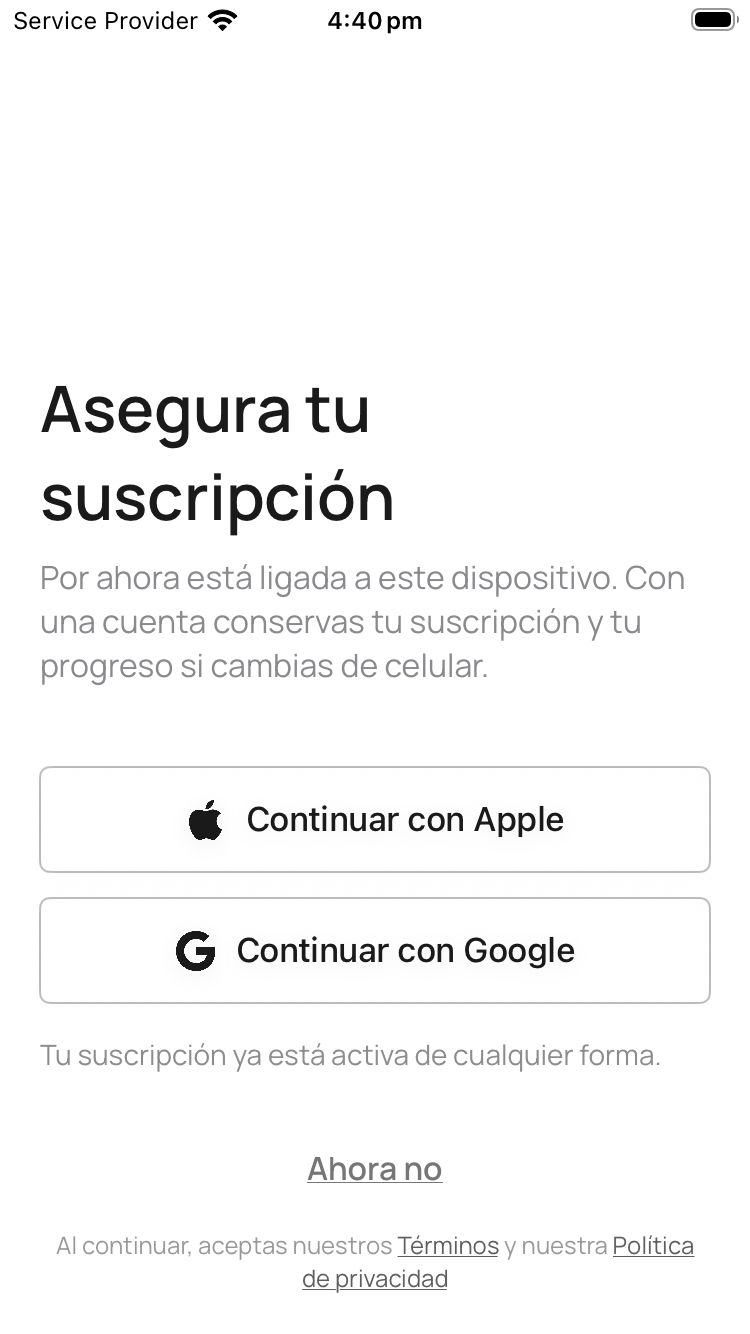 Service Provider 4:40 pm
Asegura tu
suscripción
Por ahora está ligada a este dispositivo. Con
una cuenta conservas tu suscripción y tu
progreso si cambias de celular.
Continuar con Apple
Continuar con Google
Tu suscripción ya está activa de cualquier forma.
Ahora no
Al continuar, aceptas nuestros Términos y nuestra Política
de privacidad